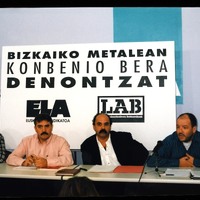 BIZKAIKO METALEAN
KONBENIO BERA
DENONTZAT
ELA
LAB